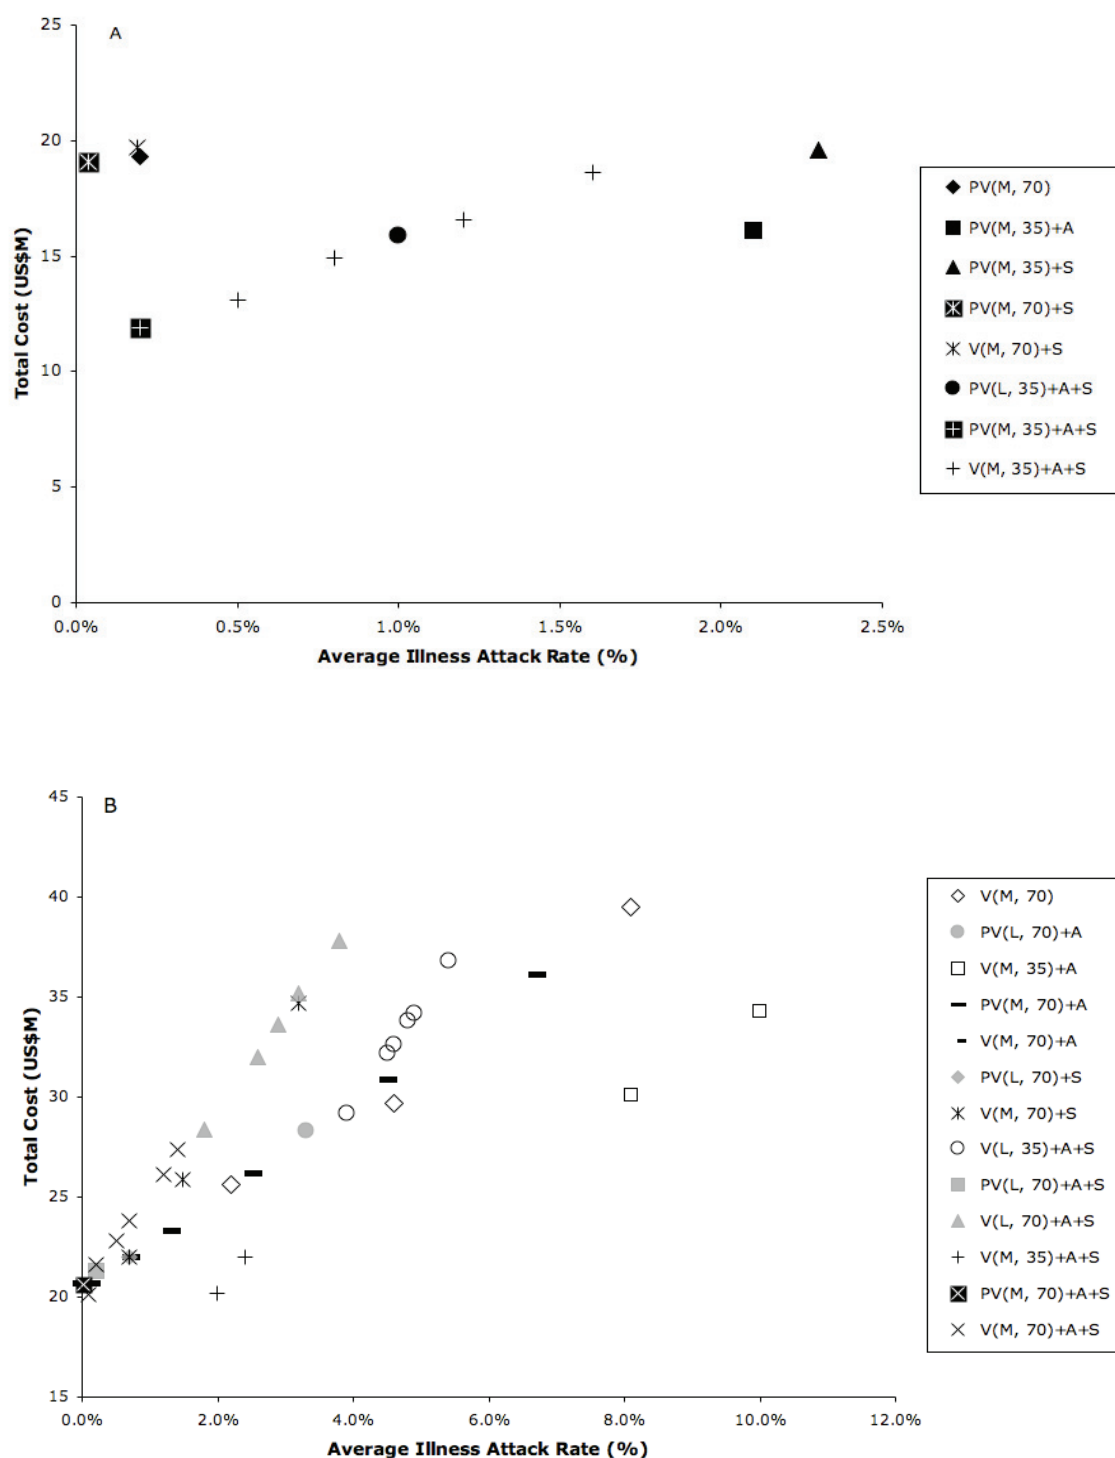 A
25
20
15
10
5
0
0.0% 0.5% 1.0% 1.5% 2.0% 2.5%
Total Cost (US$M)
Average Illness Attack Rate (%)
PV(M, 70)
PV(M, 35)+A
PV(M, 35)+S
PV(M, 70)+S
V(M, 70)+S
PV(L, 35)+A+S
PV(M, 35)+A+S
V(M, 35)+A+S
B
45
40
35
30
25
20
15
0.0% 2.0% 4.0% 6.0% 8.0% 10.0% 12.0%
Total Cost (US$M)
Average Illness Attack Rate (%)
V(M, 70)
PV(L, 70)+A
V(M, 35)+A
PV(M, 70)+A
V(M, 70)+A
PV(L, 70)+S
V(M, 70)+S
V(L, 35)+A+S
PV(L, 70)+A+S
V(L, 70)+A+S
V(M, 35)+A+S
PV(M, 70)+A+S
V(M, 70)+A+S